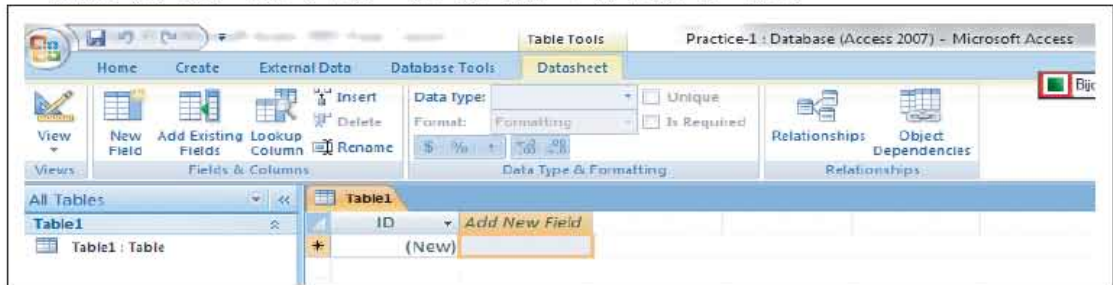 Table Tools Practice-1 : Database (Access 2007) - Microsoft Access
Home Create External Data Database Tools Datasheet
Bijo
View
New Field
Add Existing Fields
Lookup Column
Insert
Delete
Rename
Data Type:
Format: Formatting
$ % ,
Unique
Is Required
Relationships
Object Dependencies
Views Fields & Columns Data Type & Formatting Relationships
All Tables
Table1
Table1 : Table
Table1
ID Add New Field
(New)